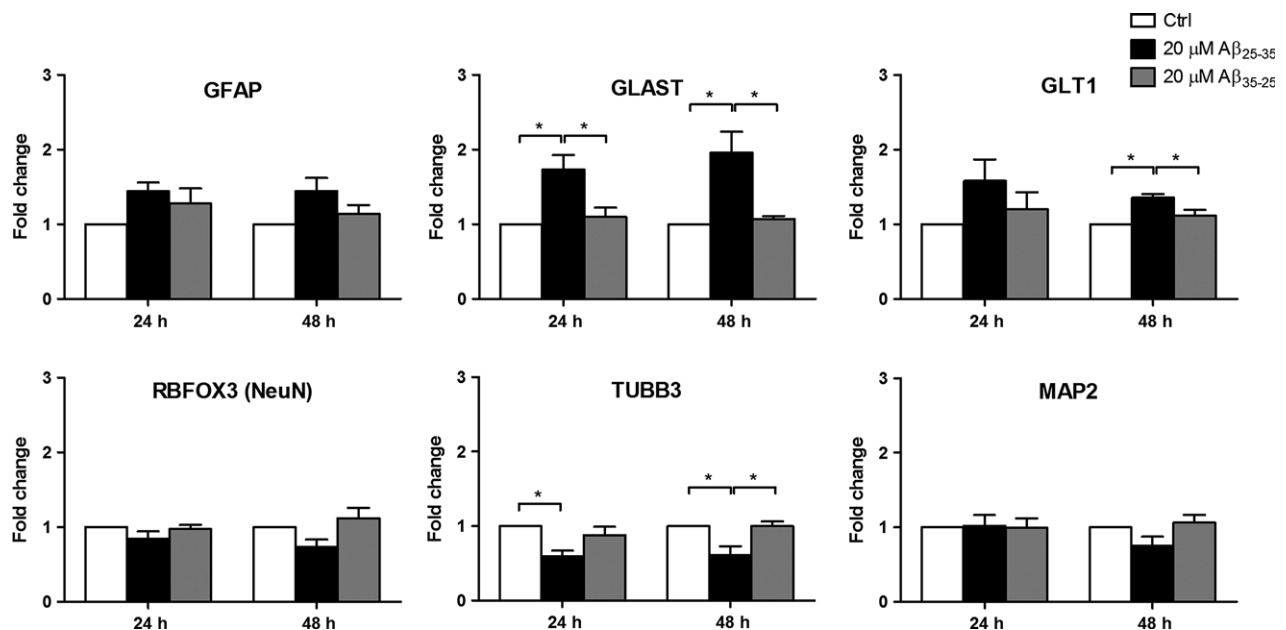 Ctrl
20 μM Aβ25-35
20 μM Aβ35-25
GFAP
Fold change
3
2
1
0
24 h
48 h
GLAST
Fold change
3
2
1
0
* * * *
24 h
48 h
GLT1
Fold change
3
2
1
0
* *
24 h
48 h
RBFOX3 (NeuN)
Fold change
3
2
1
0
24 h
48 h
TUBB3
Fold change
3
2
1
0
* * *
24 h
48 h
MAP2
Fold change
3
2
1
0
24 h
48 h